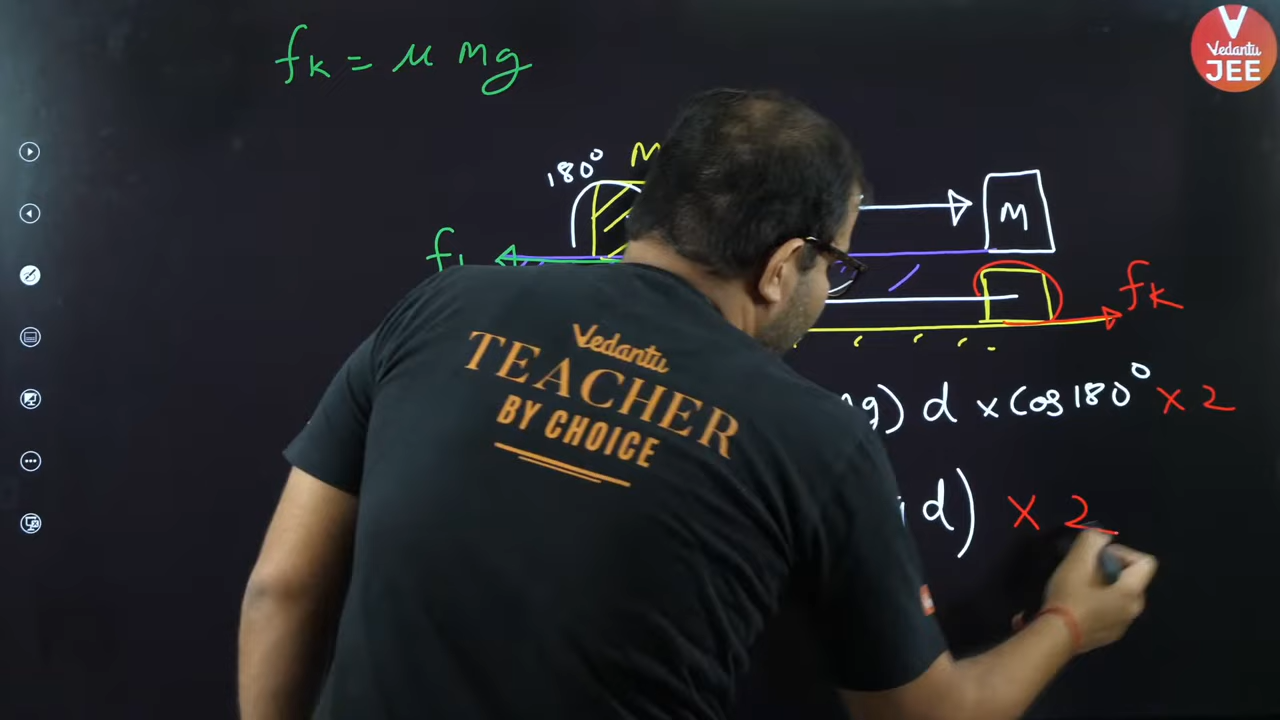 fk = μ Mg
Vedantu
JEE
180° M
M
fk
g) d × Cos 180° × 2
d) × 2
Vedantu
TEACHER
BY CHOICE